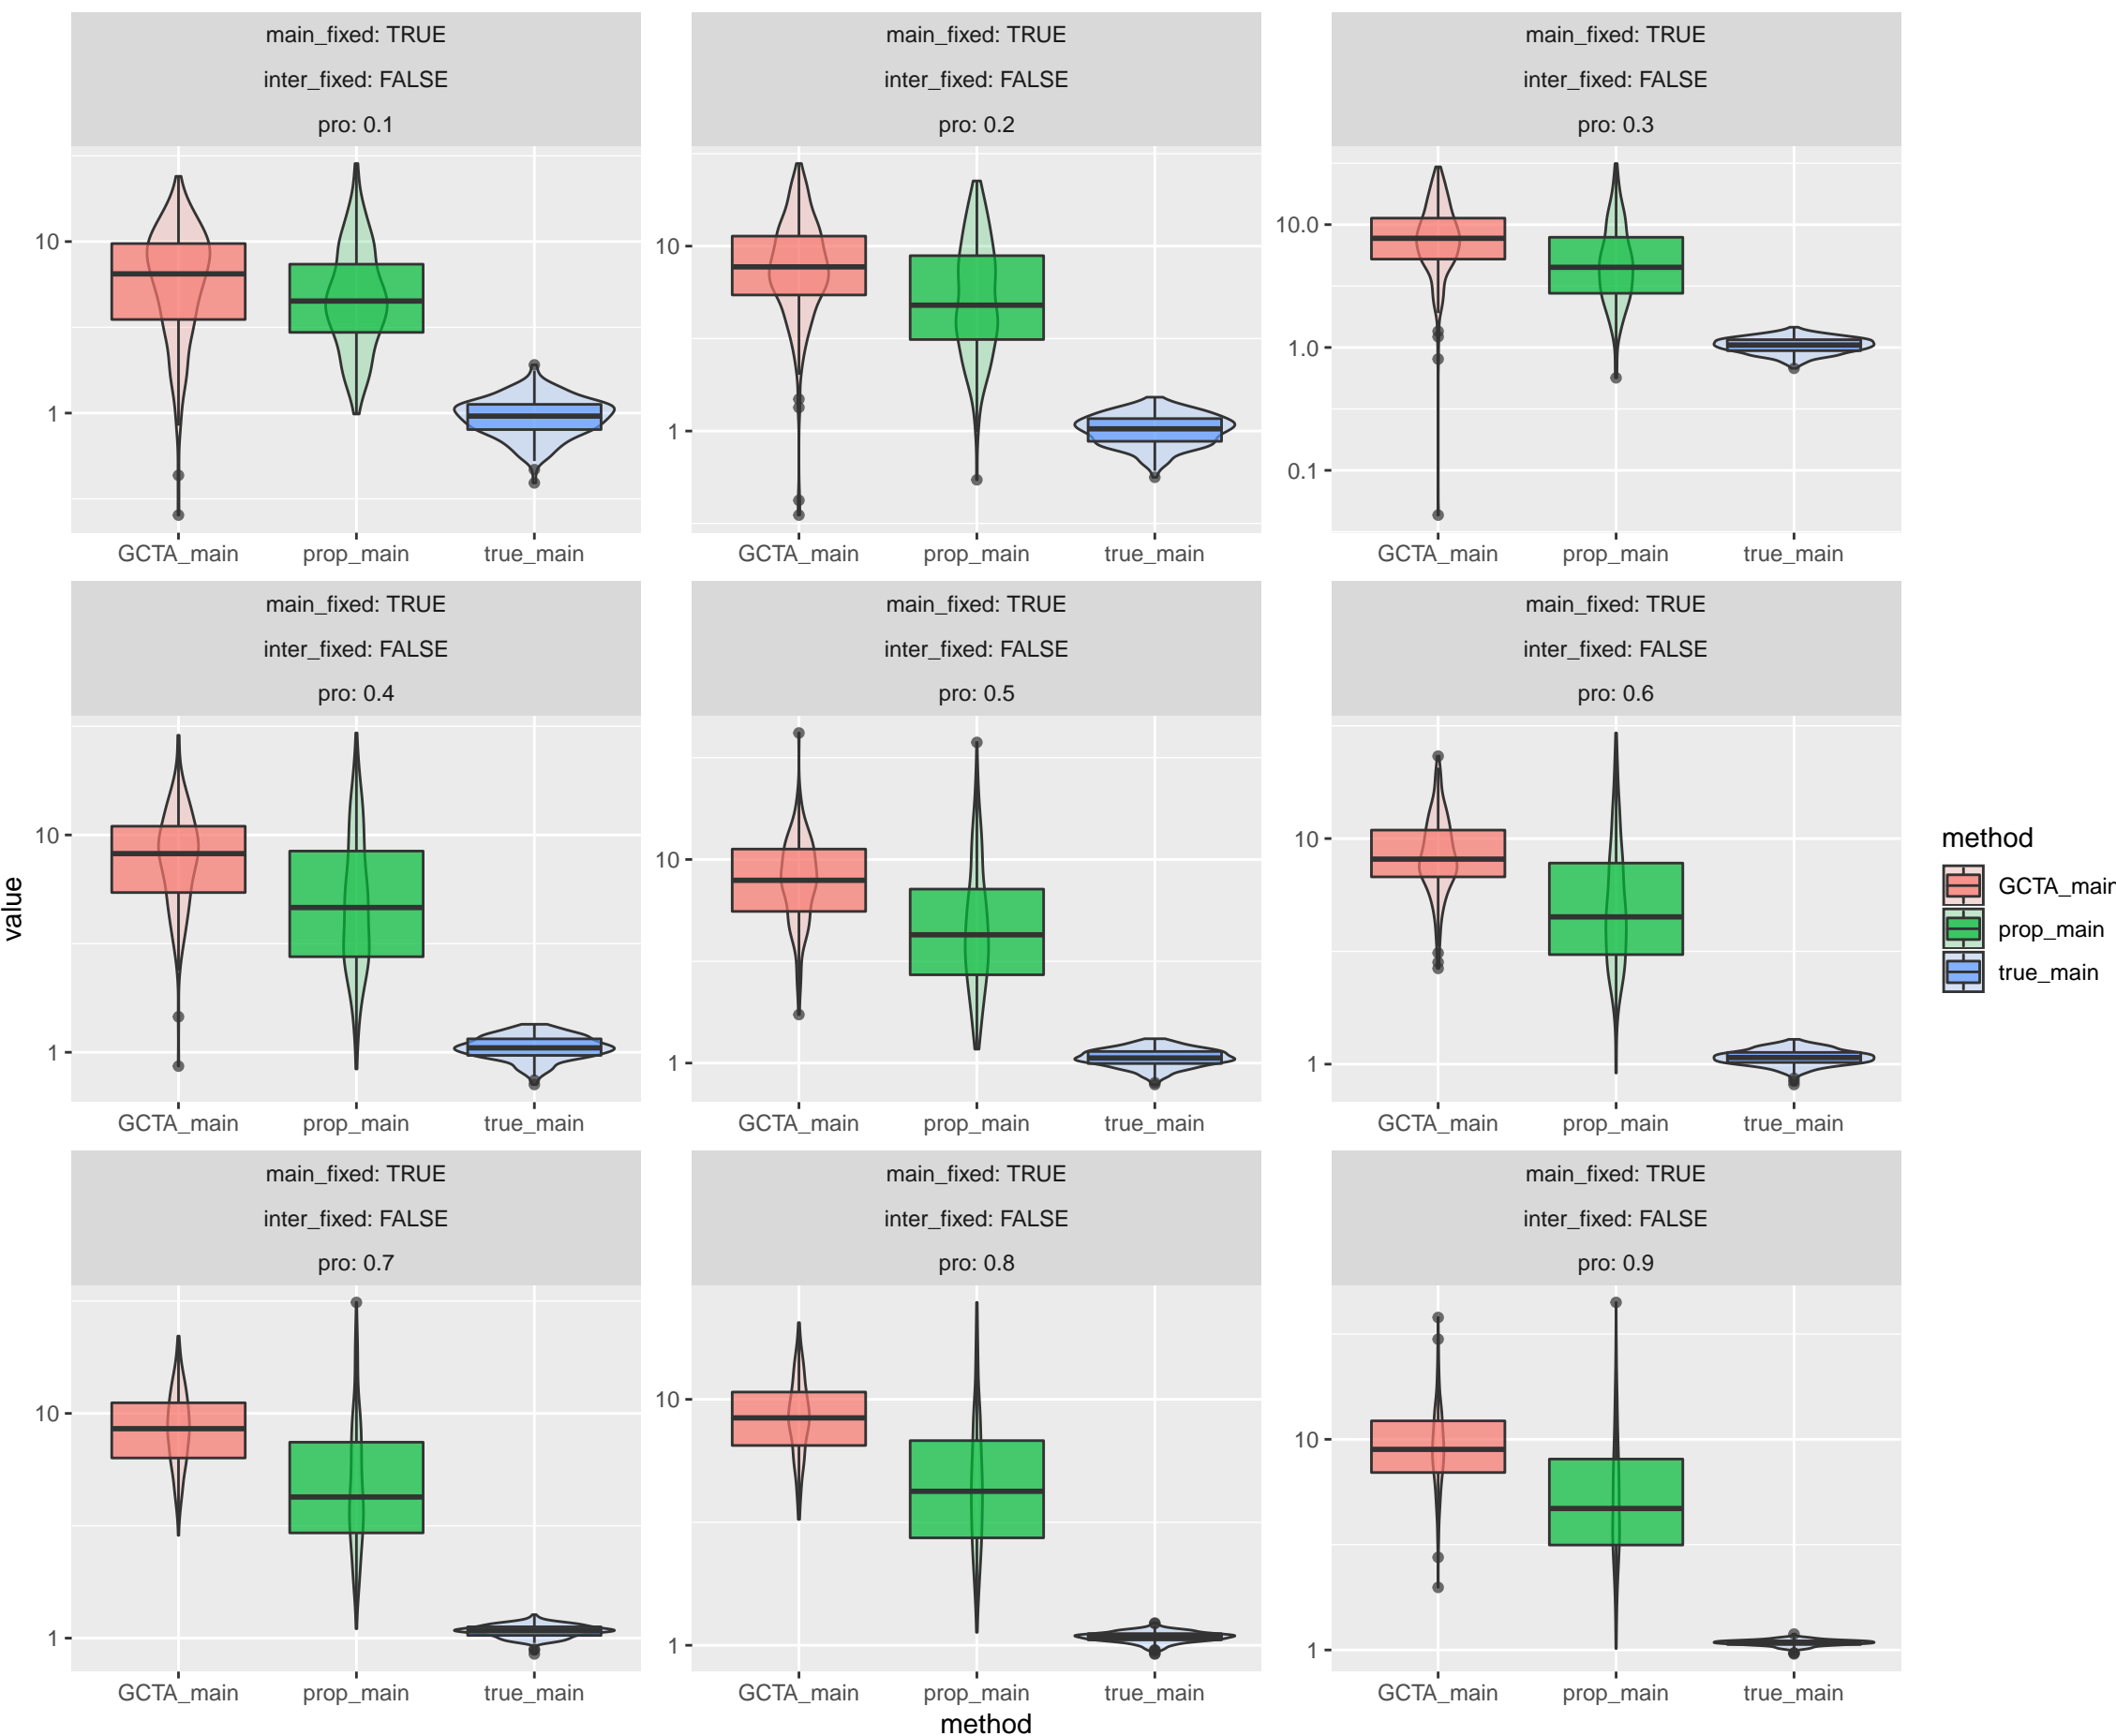 main_fixed: TRUE
inter_fixed: FALSE
pro: 0.1
main_fixed: TRUE
inter_fixed: FALSE
pro: 0.2
main_fixed: TRUE
inter_fixed: FALSE
pro: 0.3
10
1
10
1
10.0
1.0
0.1
GCTA_main prop_main true_main
GCTA_main prop_main true_main
GCTA_main prop_main true_main
main_fixed: TRUE
inter_fixed: FALSE
pro: 0.4
main_fixed: TRUE
inter_fixed: FALSE
pro: 0.5
main_fixed: TRUE
inter_fixed: FALSE
pro: 0.6
value
10
1
10
1
10
1
GCTA_main prop_main true_main
GCTA_main prop_main true_main
GCTA_main prop_main true_main
main_fixed: TRUE
inter_fixed: FALSE
pro: 0.7
main_fixed: TRUE
inter_fixed: FALSE
pro: 0.8
main_fixed: TRUE
inter_fixed: FALSE
pro: 0.9
10
1
10
1
10
1
GCTA_main prop_main true_main
GCTA_main prop_main true_main
GCTA_main prop_main true_main
method
method
GCTA_main
prop_main
true_main